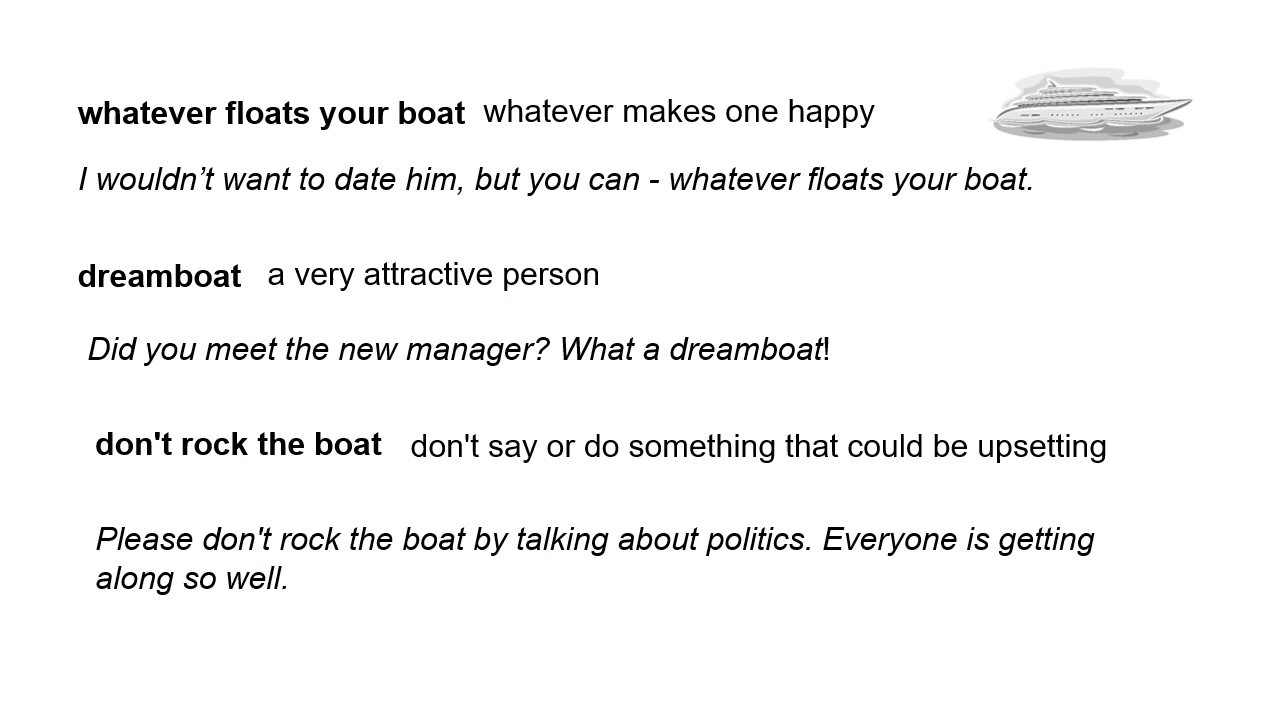 whatever floats your boat whatever makes one happy
I wouldn’t want to date him, but you can - whatever floats your boat.
dreamboat a very attractive person
Did you meet the new manager? What a dreamboat!
don't rock the boat don't say or do something that could be upsetting
Please don't rock the boat by talking about politics. Everyone is getting
along so well.